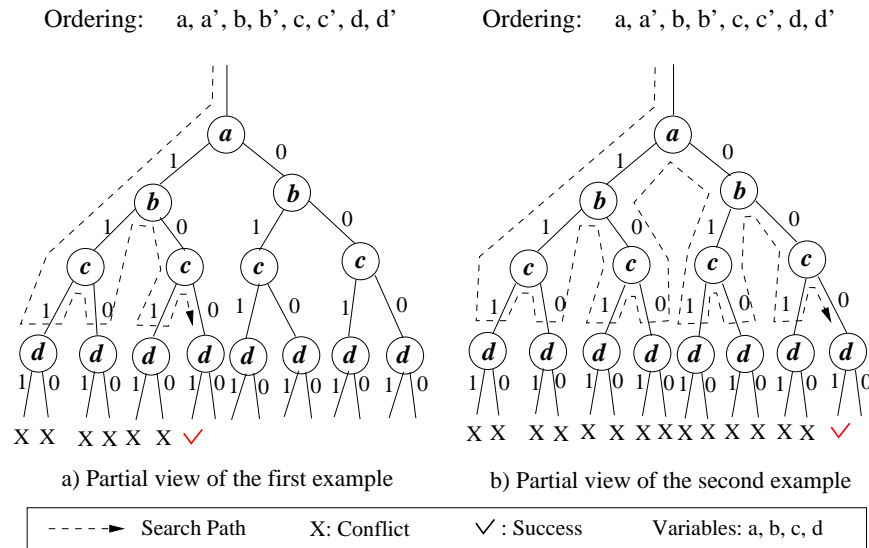 Ordering: a, a’, b, b’, c, c’, d, d’ Ordering: a, a’, b, b’, c, c’, d, d’
a a
1 0 1 0
b b b b
1 0 1 0 1 0 1 0
c c c c c c c c
1 0 1 0 1 0 1 0 1 0 1 0 1 0 1 0
d d d d d d d d d d d d d d d d
1 0 1 0 1 0 1 0 1 0 1 0 1 0 1 0 1 0 1 0 1 0 1 0 1 0 1 0 1 0 1 0
X X X X X X X X X X X X X X X X X X X X
a) Partial view of the first example b) Partial view of the second example
Search Path X: Conflict : Success Variables: a, b, c, d